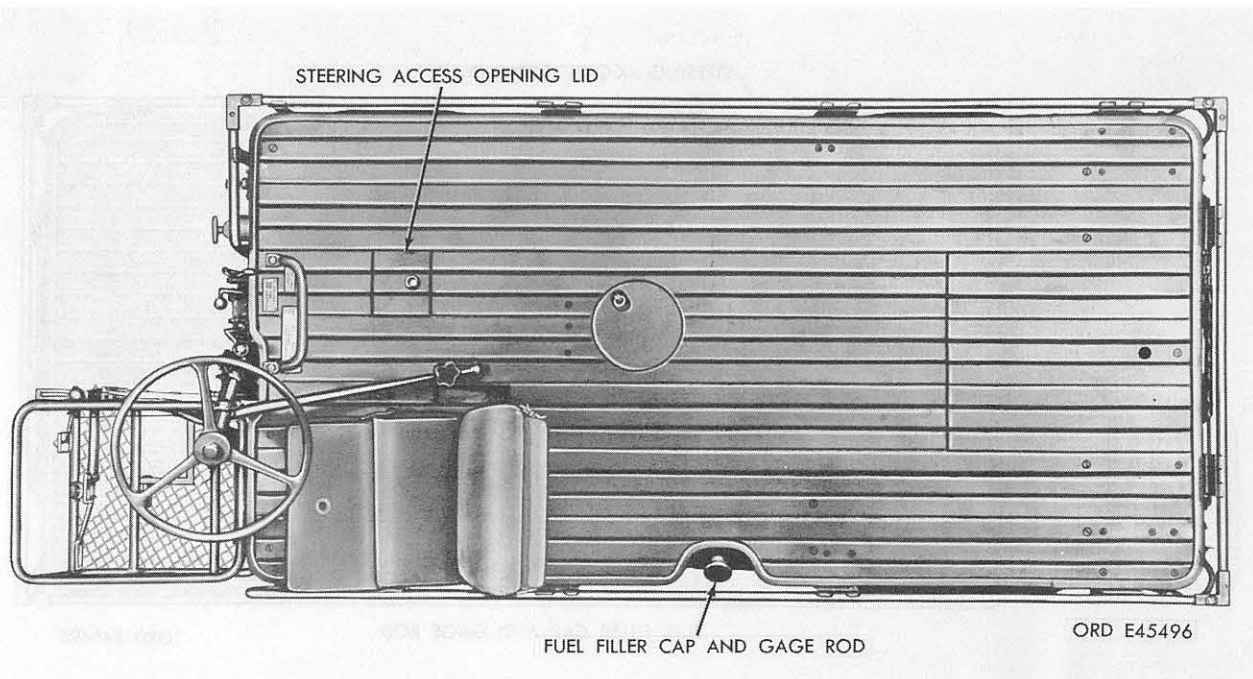 STEERING ACCESS OPENING LID
ORD E45496
FUEL FILLER CAP AND GAGE ROD